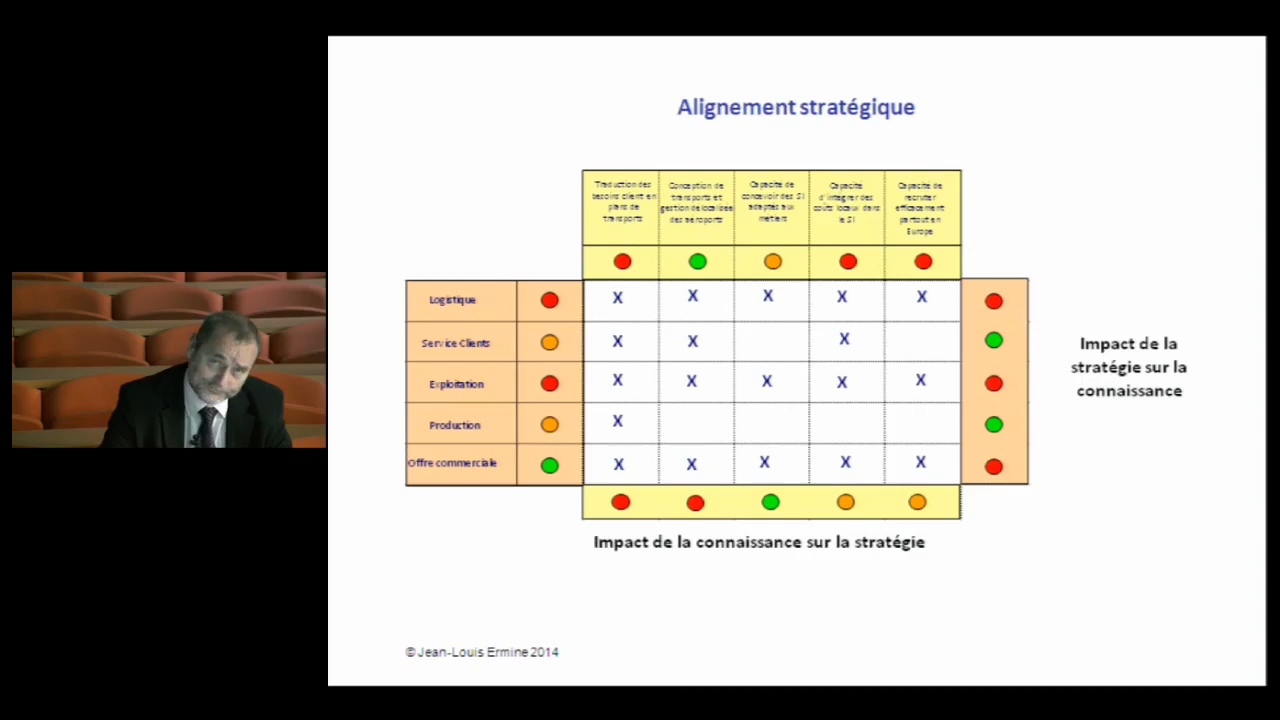 Alignement stratégique
Traduction des
besoins client en
plans de
transports
Conception de
transports et
gestion délocalisée
des aéroports
Capacité de
concevoir des SI
adaptés aux
métiers
Capacité
d'intégrer des
coûts locaux dans
le SI
Capacité de
recruter
efficacement
partout en
Europe
Logistique X X X X X
Service Clients X X X
Exploitation X X X X X
Production X
Offre commerciale X X X X X
Impact de la
stratégie sur la
connaissance
Impact de la connaissance sur la stratégie
© Jean-Louis Ermine 2014